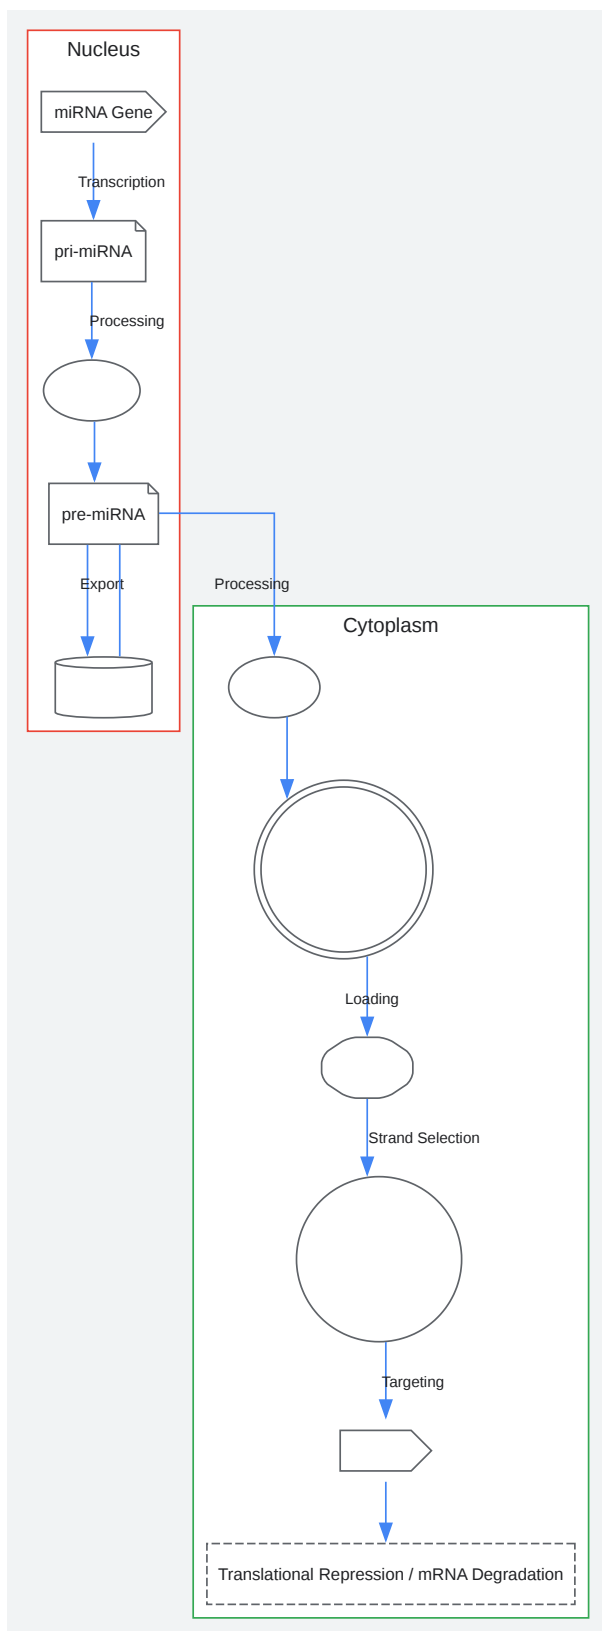 Nucleus
miRNA Gene
Transcription
pri-miRNA
Processing
pre-miRNA
Export
Processing
Cytoplasm
Loading
Strand Selection
Targeting
Translational Repression / mRNA Degradation